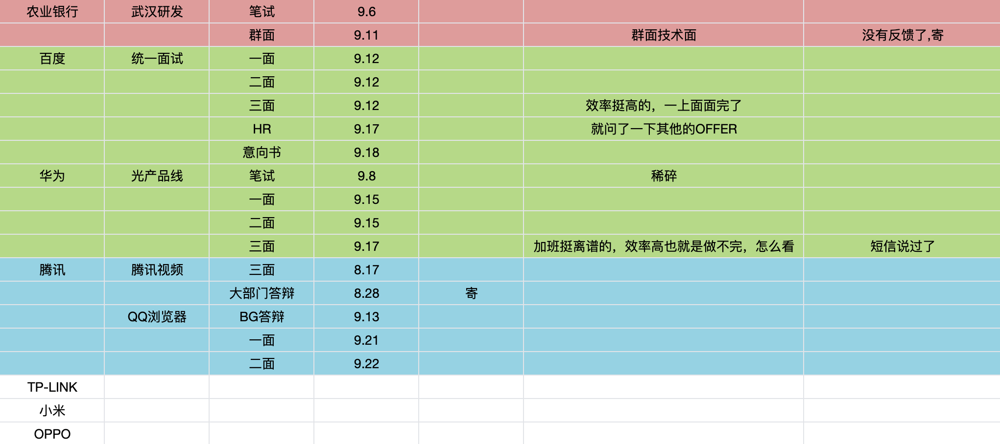 农业银行 武汉研发 笔试 9.6
群面 9.11 群面技术面 没有反馈了,寄
百度 统一面试 一面 9.12
二面 9.12
三面 9.12 效率挺高的，一上面面完了
HR 9.17 就问了一下其他的OFFER
意向书 9.18
华为 光产品线 笔试 9.8 稀碎
一面 9.15
二面 9.15
三面 9.17 加班挺离谱的，效率高也就是做不完，怎么看 短信说过了
腾讯 腾讯视频 三面 8.17
大部门答辩 8.28 寄
QQ浏览器 BG答辩 9.13
一面 9.21
二面 9.22
TP-LINK
小米
OPPO